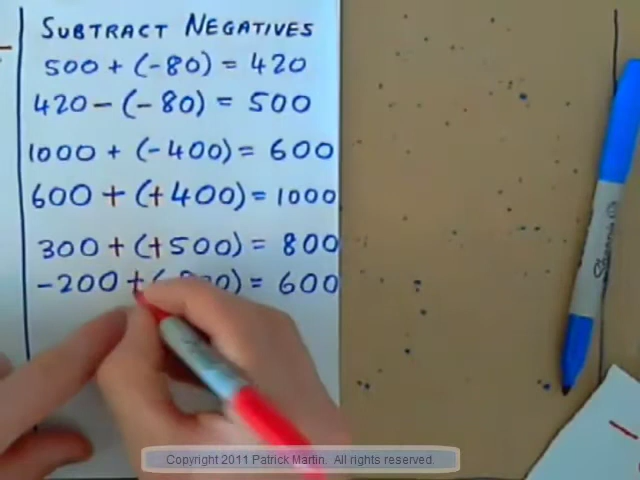 SUBTRACT NEGATIVES
500 + (-80) = 420
420 - (-80) = 500
1000 + (-400) = 600
600 + (+400) = 1000
300 + (+500) = 800
-200 + (-800) = 600
Copyright 2011 Patrick Martin. All rights reserved.